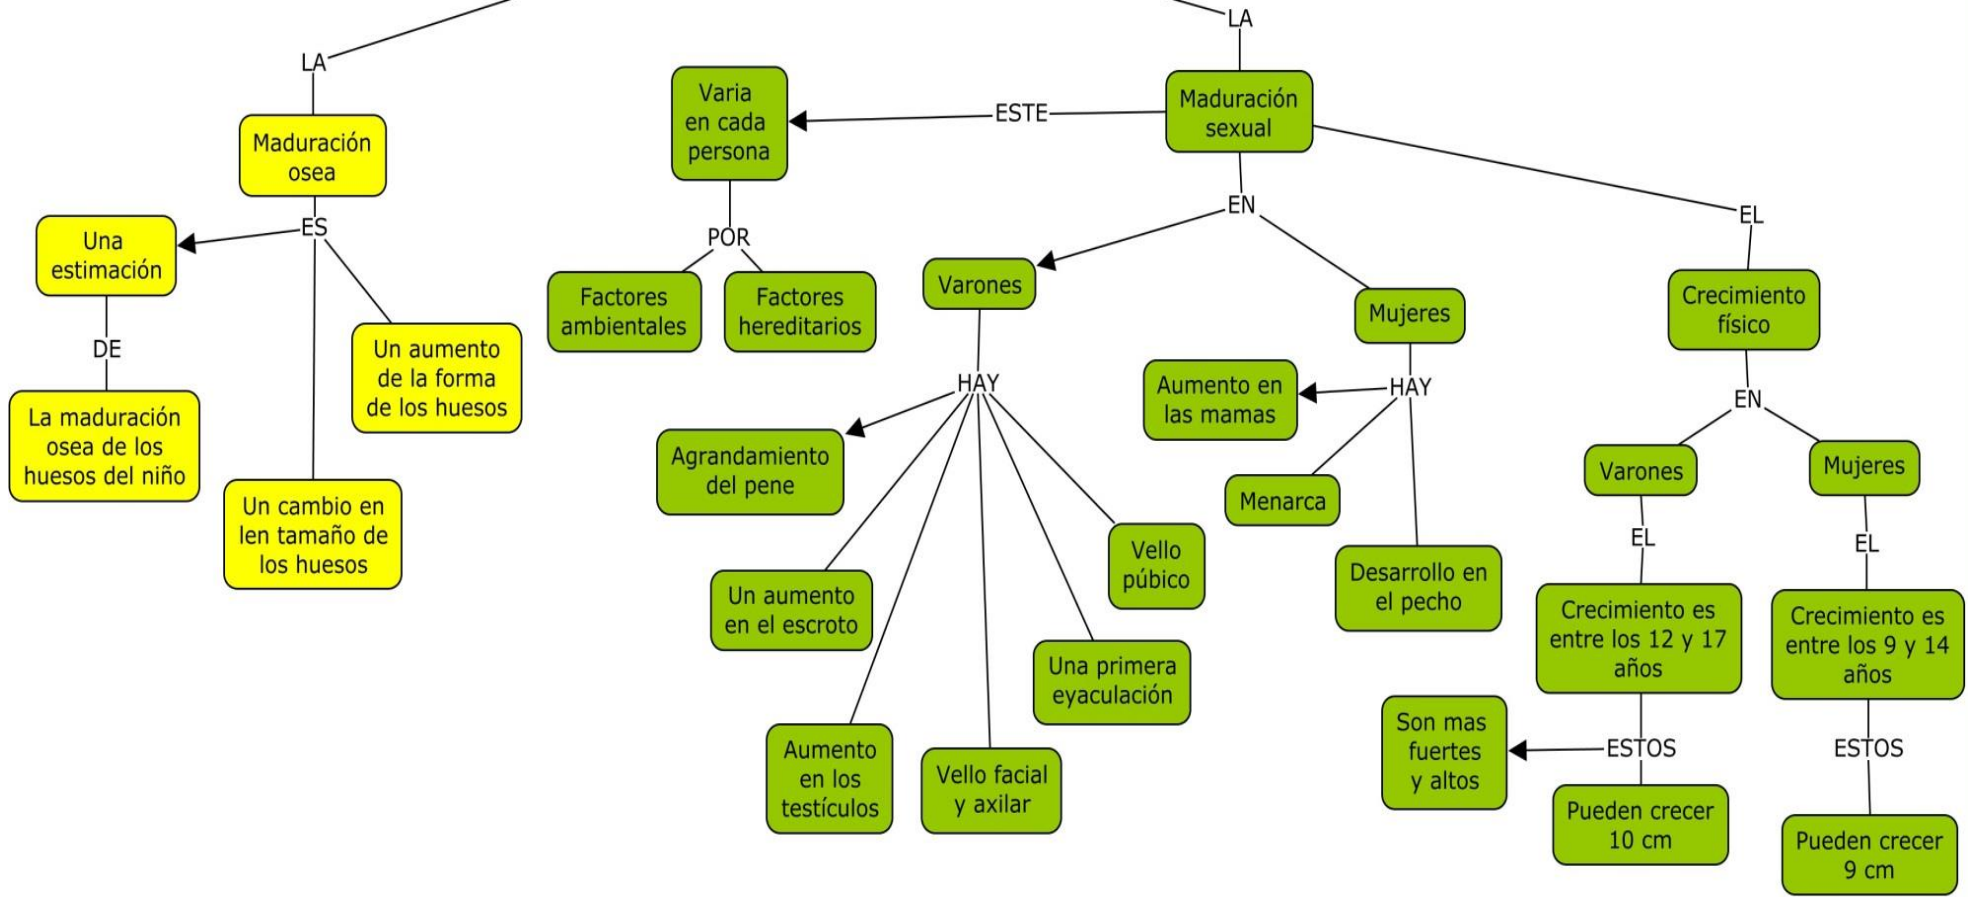 LA
Maduración
osea
ES
Una
estimación
DE
La maduración
osea de los
huesos del niño
Un cambio en
len tamaño de
los huesos
Un aumento
de la forma
de los huesos
LA
Maduración
sexual
ESTE
Varia
en cada
persona
POR
Factores
ambientales
Factores
hereditarios
EN
Varones
HAY
Agrandamiento
del pene
Un aumento
en el escroto
Aumento
en los
testículos
Vello facial
y axilar
Una primera
eyaculación
Vello
púbico
Mujeres
HAY
Aumento en
las mamas
Menarca
Desarrollo en
el pecho
EL
Crecimiento
físico
EN
Varones
EL
Crecimiento es
entre los 12 y 17
años
ESTOS
Son mas
fuertes
y altos
Pueden crecer
10 cm
Mujeres
EL
Crecimiento es
entre los 9 y 14
años
ESTOS
Pueden crecer
9 cm